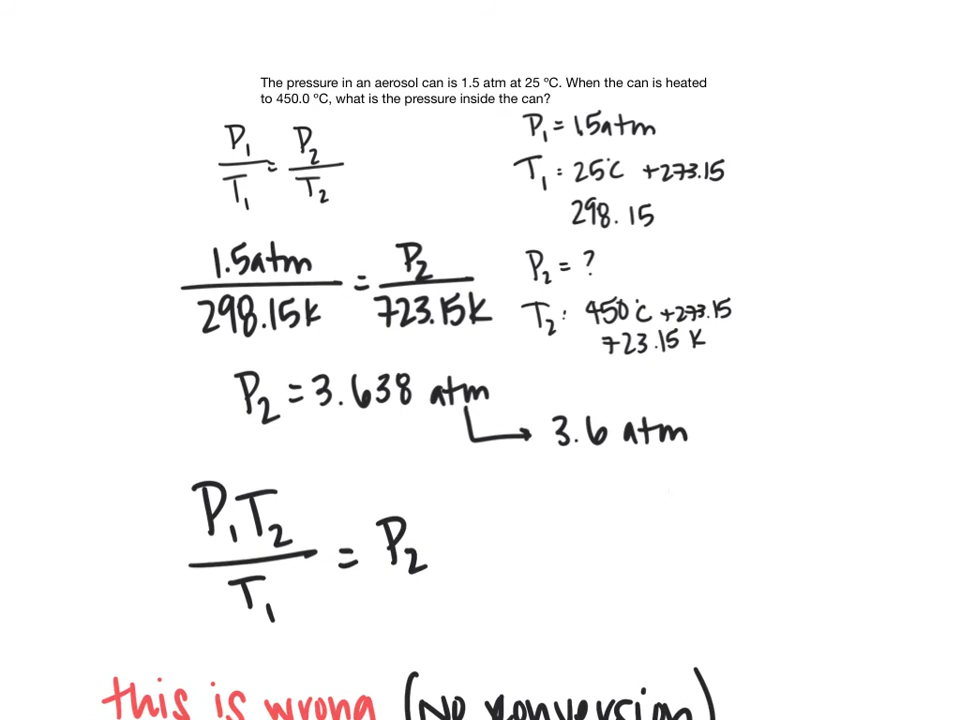 The pressure in an aerosol can is 1.5 atm at 25 ºC. When the can is heated
to 450.0 ºC, what is the pressure inside the can?
P₁/T₁ = P₂/T₂
P₁ = 1.5atm
T₁ : 25°C +273.15
298.15
1.5atm/298.15K = P₂/723.15K
P₂ = ?
T₂ : 450°C +273.15
723.15 K
P₂ = 3.638 atm
→ 3.6 atm
P₁T₂/T₁ = P₂
this is wrong (No conversion)